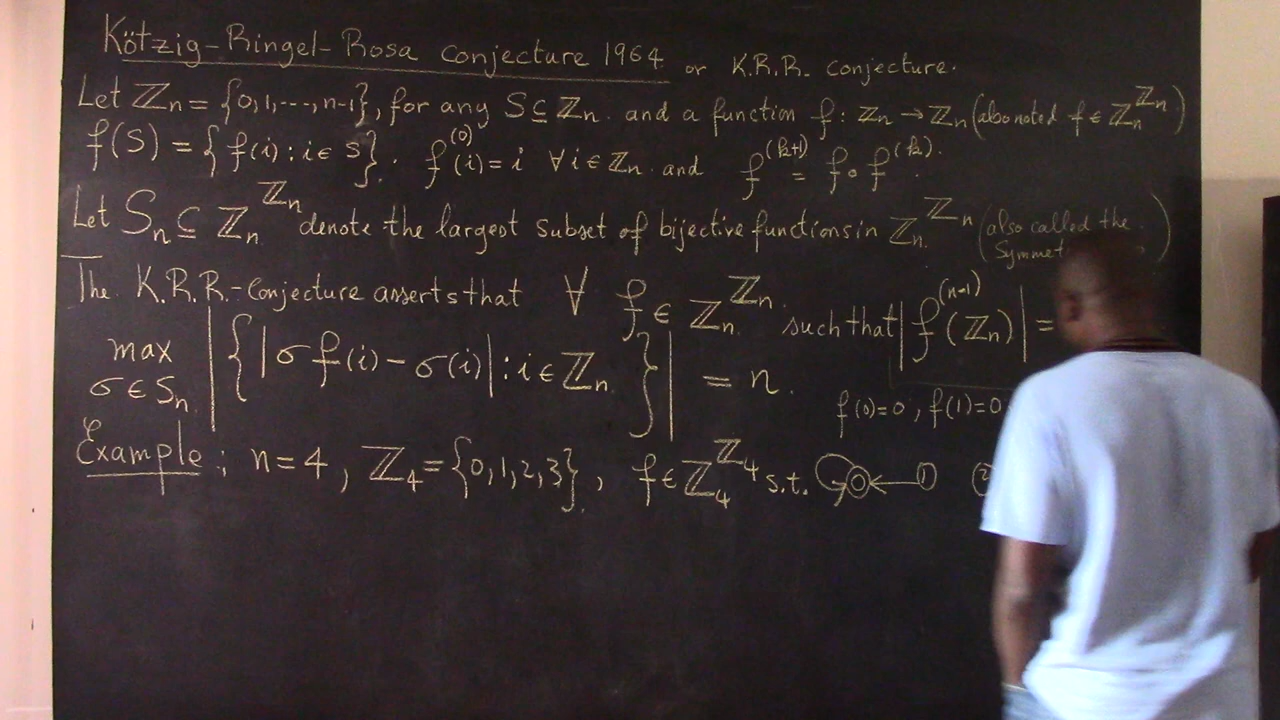 Kötzig-Ringel-Rosa conjecture 1964 or K.R.R. conjecture.
Let ℤn = {0,1,---,n-1}, for any S ⊆ ℤn. and a function f: ℤn → ℤn (also noted f ∈ ℤn^ℤn)
f(S) = {f(i) : i ∈ S}. f^(0)(i) = i ∀ i ∈ ℤn. and f^(k+1) = f∘f^(k).
Let Sn ⊆ ℤn^ℤn denote the largest subset of bijective functions in ℤn^ℤn (also called the
The K.R.R.-Conjecture asserts that ∀ f ∈ ℤn^ℤn such that |f^(n-1)(ℤn)| =
max σ∈Sn |{|σf(i) - σ(i)| : i ∈ ℤn}| = n.
f(0)=0, f(1)=0
Example: n=4, ℤ4 = {0,1,2,3}, f ∈ ℤ4^ℤ4 s.t. 0 ← 1 2